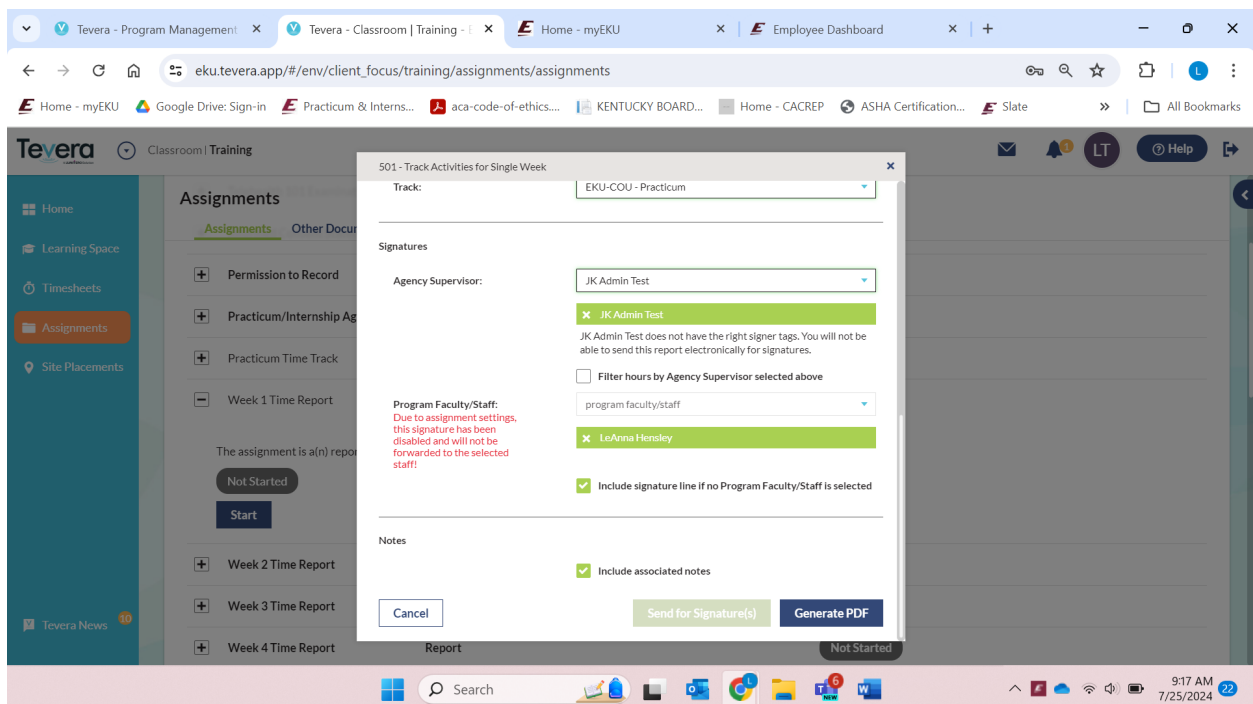 Tevera - Program Management
Tevera - Classroom | Training - E
Home - myEKU
Employee Dashboard
eku.tevera.app/#/env/client_focus/training/assignments/assignments
L
Home - myEKU
Google Drive: Sign-in
Practicum & Interns...
aca-code-of-ethics....
KENTUCKY BOARD...
Home - CACREP
ASHA Certification...
Slate
»
All Bookmarks
Tevera
Classroom | Training
1
LT
Help
Home
Learning Space
Timesheets
Assignments
Site Placements
Tevera News
10
Assignments
Assignments
Other Docur
Permission to Record
Practicum/Internship Ag
Practicum Time Track
Week 1 Time Report
The assignment is a(n) repor
Not Started
Start
Week 2 Time Report
Week 3 Time Report
Week 4 Time Report
Report
Not Started
501 - Track Activities for Single Week
Track:
EKU-COU - Practicum
Signatures
Agency Supervisor:
JK Admin Test
JK Admin Test
JK Admin Test does not have the right signer tags. You will not be
able to send this report electronically for signatures.
Filter hours by Agency Supervisor selected above
Program Faculty/Staff:
Due to assignment settings,
this signature has been
disabled and will not be
forwarded to the selected
staff!
program faculty/staff
LeAnna Hensley
Include signature line if no Program Faculty/Staff is selected
Notes
Include associated notes
Cancel
Send for Signature(s)
Generate PDF
Search
6
NEW
9:17 AM
7/25/2024
22